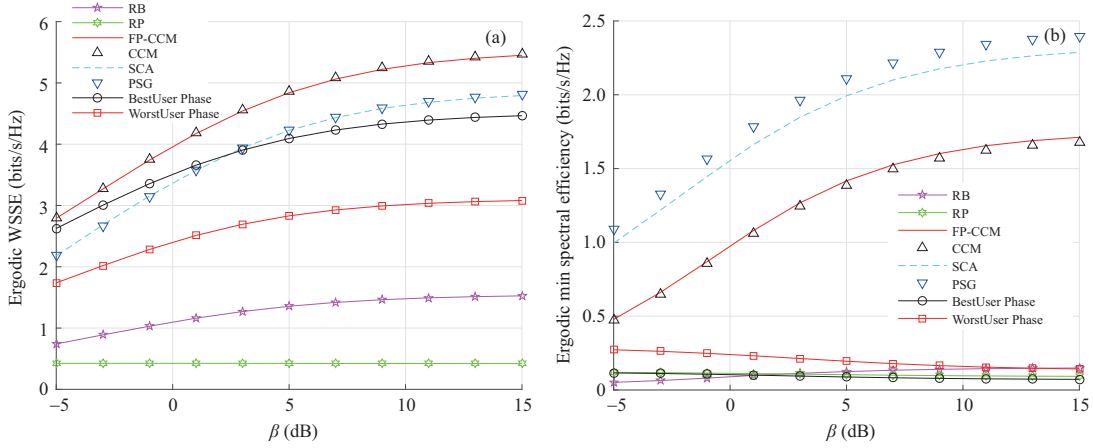 RB
RP
FP-CCM
CCM
SCA
PSG
BestUser Phase
WorstUser Phase
(a)
Ergodic WSSE (bits/s/Hz)
6
5
4
3
2
1
0
−5
0
5
10
15
β (dB)
(b)
Ergodic min spectral efficiency (bits/s/Hz)
2.5
2.0
1.5
1.0
0.5
0
RB
RP
FP-CCM
CCM
SCA
PSG
BestUser Phase
WorstUser Phase
−5
0
5
10
15
β (dB)